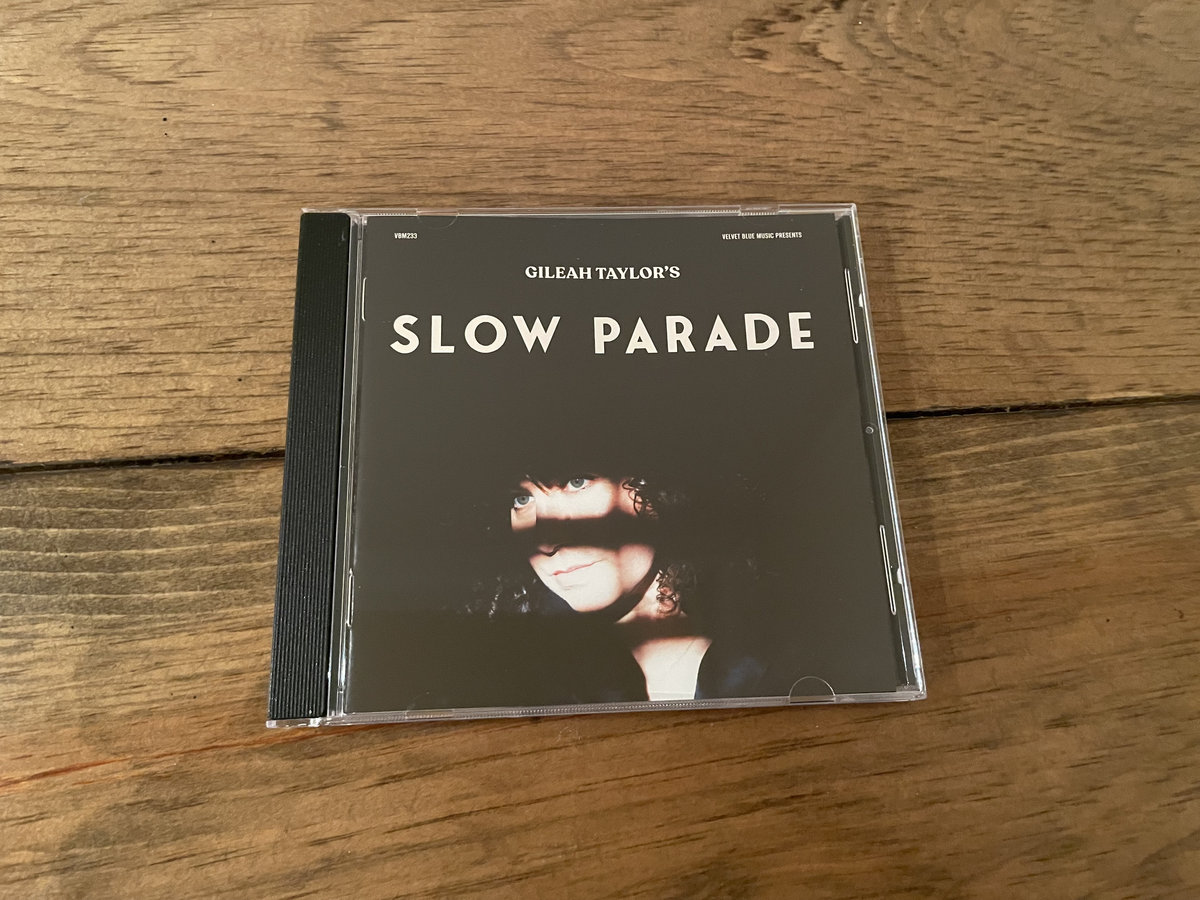 VBM233
VELVET BLUE MUSIC PRESENTS
GILEAH TAYLOR'S
SLOW PARADE